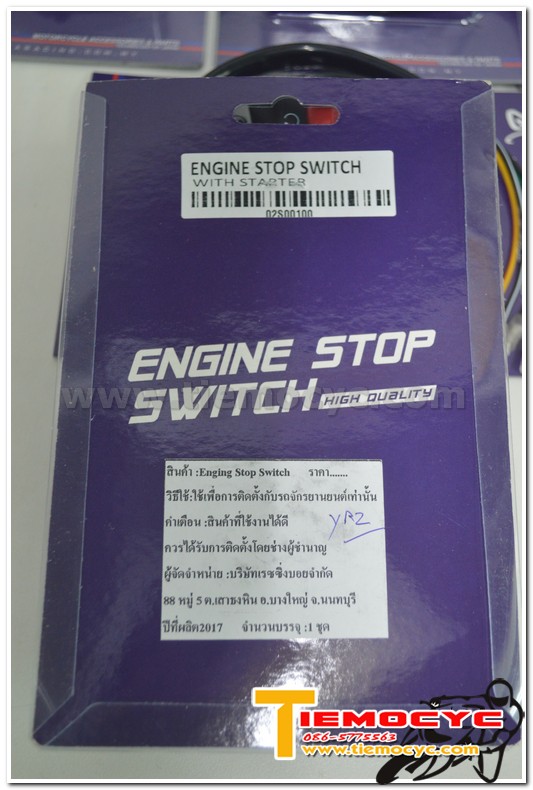 ENGINE STOP SWITCH
WITH STARTER
02S00100
ENGINE STOP
SWITCH HIGH QUALITY
www.tiemocyc.com
สินค้า :Enging Stop Switch ราคา.......
วิธีใช้:ใช้เพื่อการติดตั้งกับรถจักรยานยนต์เท่านั้น
คำเตือน :สินค้าที่ใช้งานได้ดี
ควรได้รับการติดตั้งโดยช่างผู้ชำนาญ
ผู้จัดจำหน่าย :บริษัทเรซซิ่งบอยจำกัด
88 หมู่ 5 ต.เสาธงหิน อ.บางใหญ่ จ.นนทบุรี
ปีที่ผลิต2017 จำนวนบรรจุ :1 ชุด
TIEMOCYC
086-5775563
www.tiemocyc.com